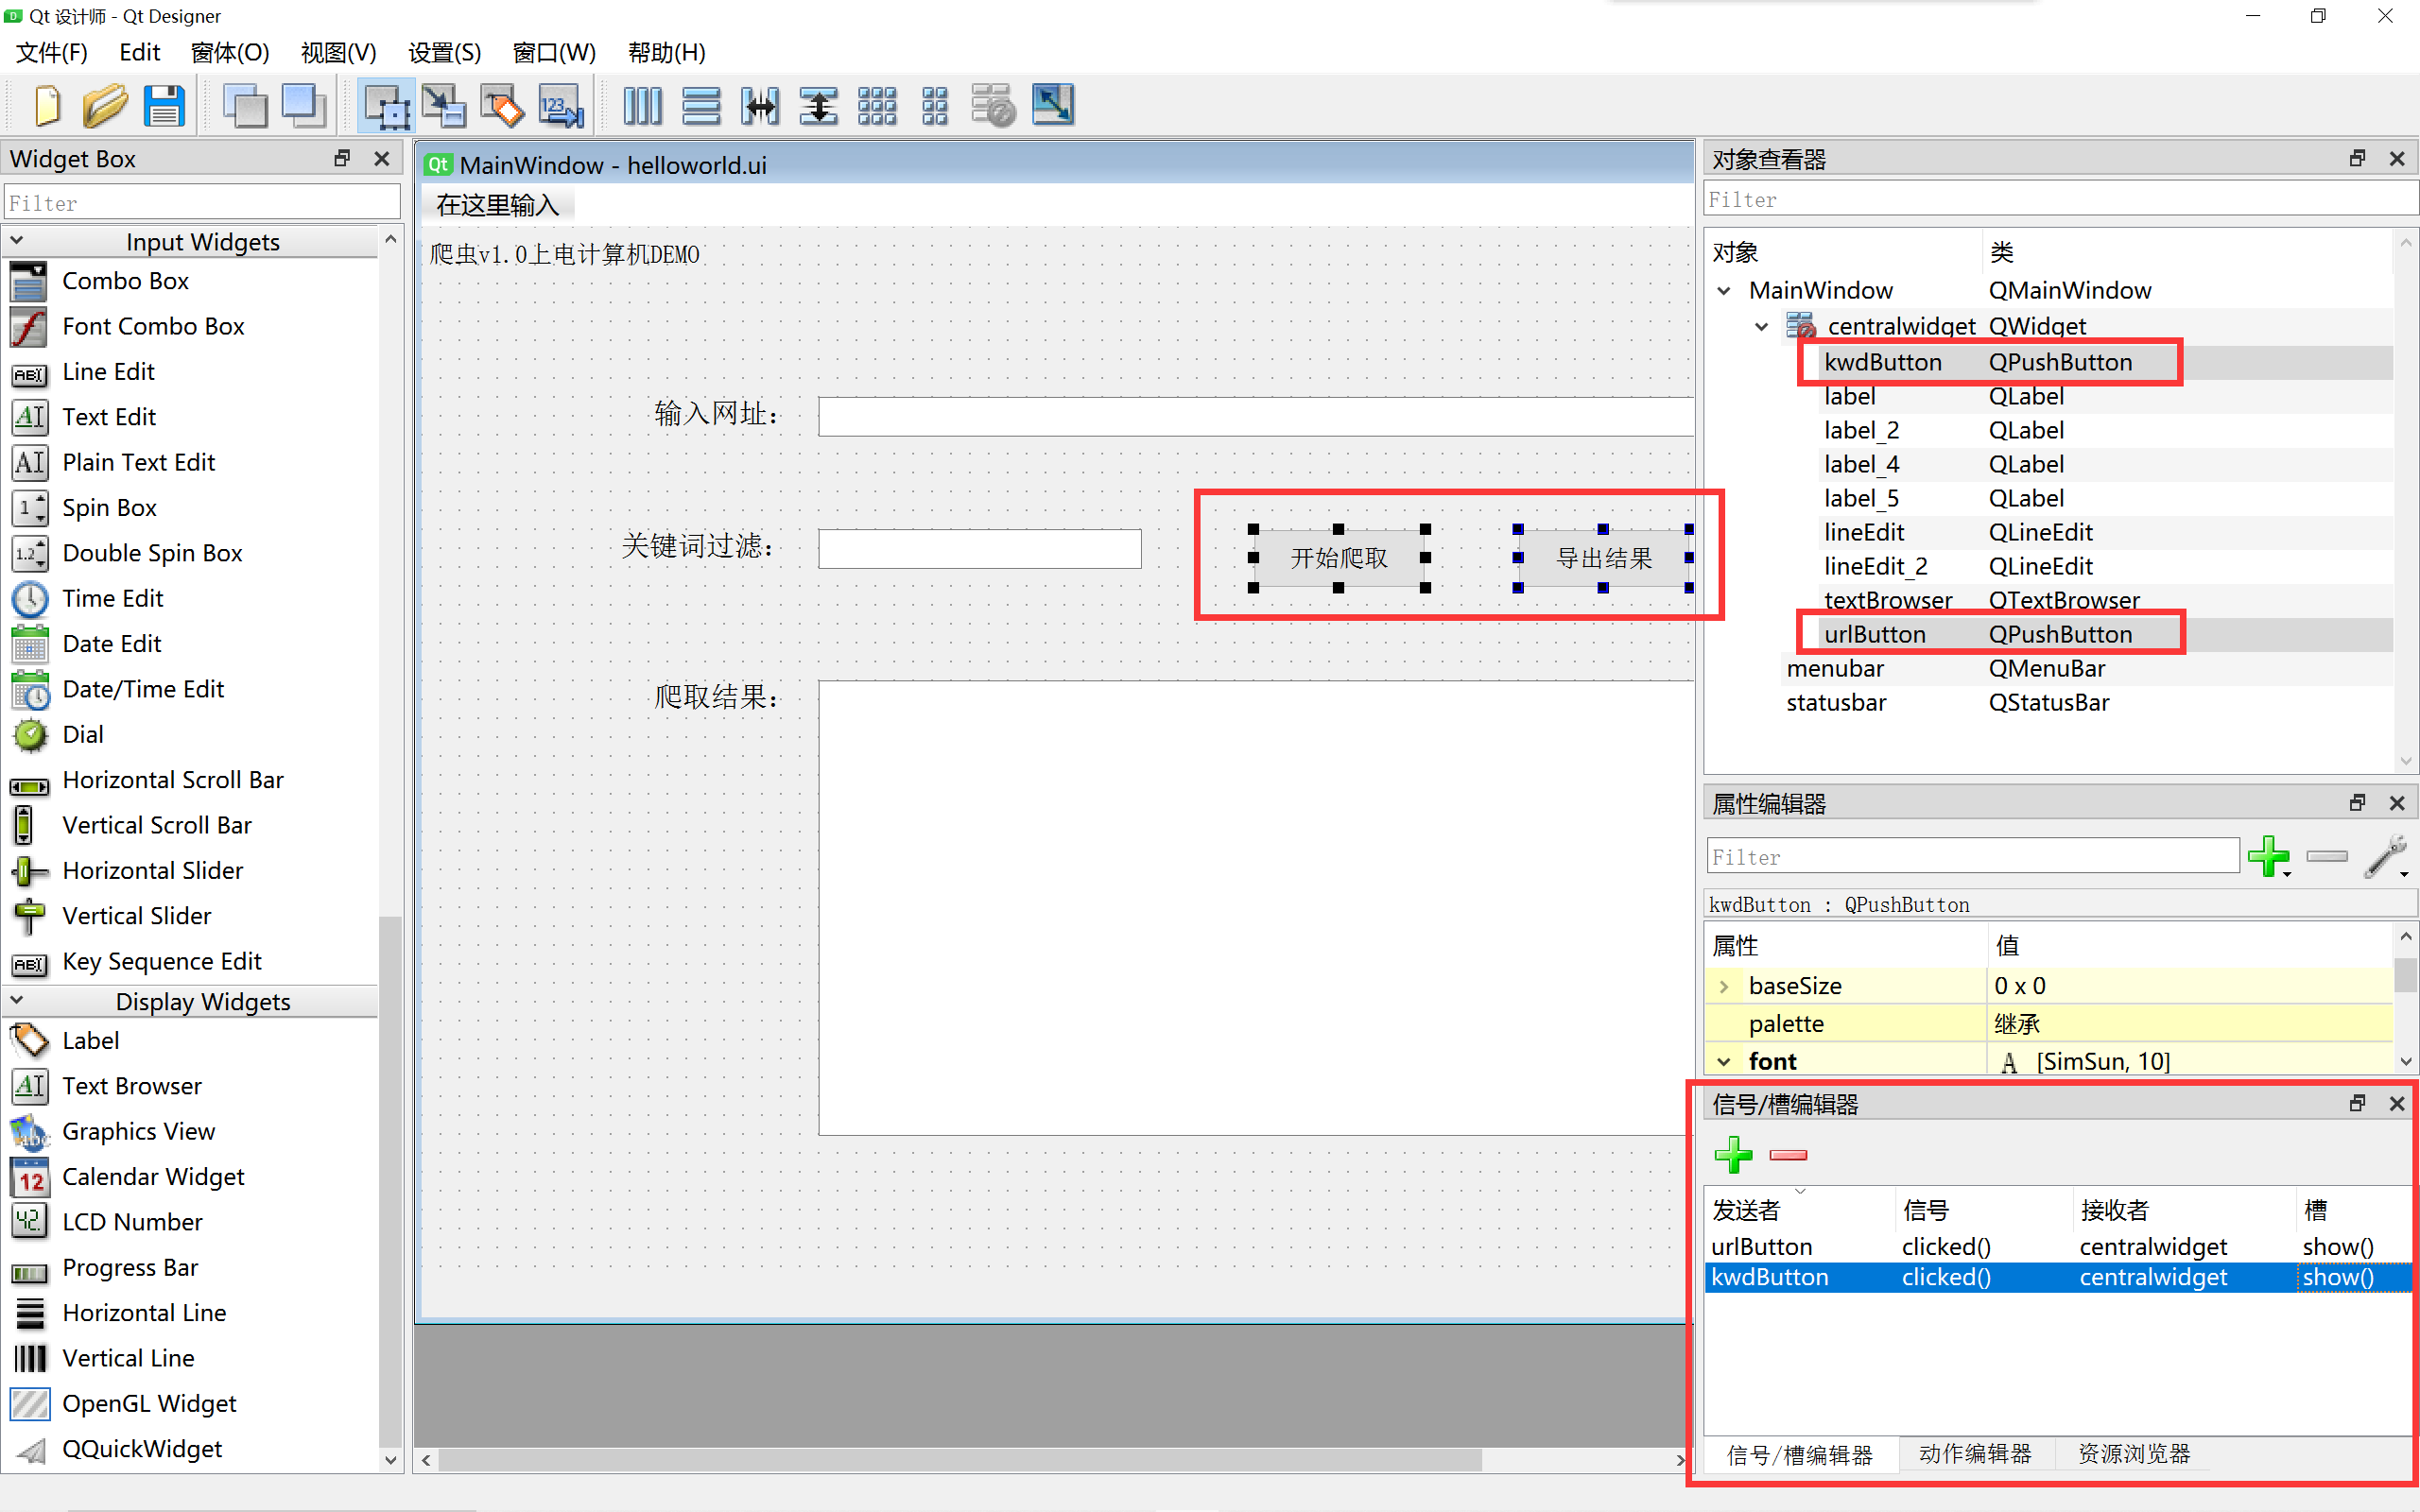 Qt 设计师 - Qt Designer
文件(F) Edit 窗体(O) 视图(V) 设置(S) 窗口(W) 帮助(H)
123
Widget Box
Filter
Input Widgets
Combo Box
Font Combo Box
Line Edit
Text Edit
Plain Text Edit
Spin Box
Double Spin Box
Time Edit
Date Edit
Date/Time Edit
Dial
Horizontal Scroll Bar
Vertical Scroll Bar
Horizontal Slider
Vertical Slider
Key Sequence Edit
Display Widgets
Label
Text Browser
Graphics View
Calendar Widget
LCD Number
Progress Bar
Horizontal Line
Vertical Line
OpenGL Widget
QQuickWidget
Qt MainWindow - helloworld.ui
在这里输入
爬虫v1.0上电计算机DEMO
输入网址：
关键词过滤：
开始爬取 导出结果
爬取结果：
对象查看器
Filter
对象 类
MainWindow QMainWindow
centralwidget QWidget
kwdButton QPushButton
label QLabel
label_2 QLabel
label_4 QLabel
label_5 QLabel
lineEdit QLineEdit
lineEdit_2 QLineEdit
textBrowser QTextBrowser
urlButton QPushButton
menubar QMenuBar
statusbar QStatusBar
属性编辑器
Filter
kwdButton : QPushButton
属性 值
baseSize 0 x 0
palette 继承
font A [SimSun, 10]
信号/槽编辑器
发送者 信号 接收者 槽
urlButton clicked() centralwidget show()
kwdButton clicked() centralwidget show()
信号/槽编辑器 动作编辑器 资源浏览器